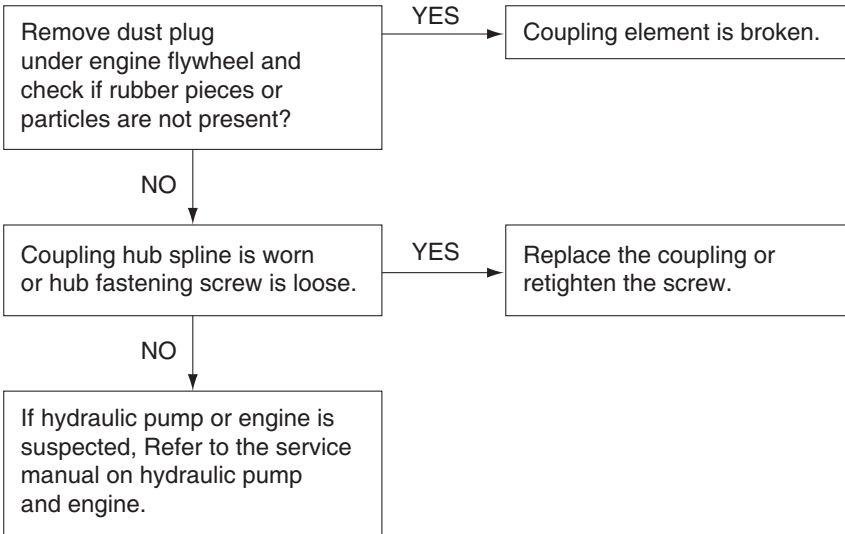 Remove dust plug
under engine flywheel and
check if rubber pieces or
particles are not present?
YES
Coupling element is broken.
NO
Coupling hub spline is worn
or hub fastening screw is loose.
YES
Replace the coupling or
retighten the screw.
NO
If hydraulic pump or engine is
suspected, Refer to the service
manual on hydraulic pump
and engine.